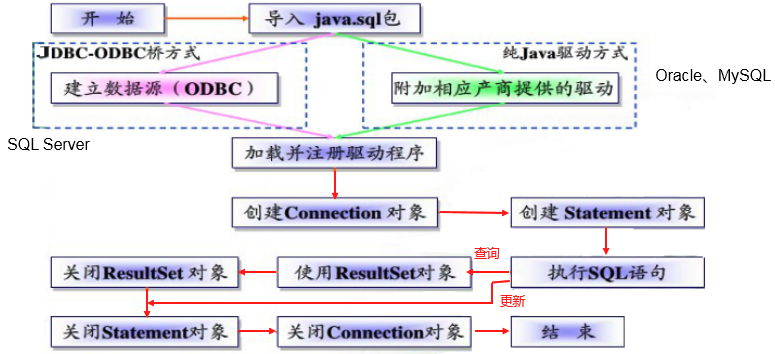 开 始
导入 java.sql包
JDBC-ODBC桥方式
纯Java驱动方式
建立数据源（ODBC）
附加相应产商提供的驱动
Oracle、MySQL
SQL Server
加载并注册驱动程序
创建Connection 对象
创建 Statement 对象
查询
关闭ResultSet 对象
使用ResultSet对象
执行SQL语句
更新
关闭Statement对象
关闭Connection对象
结 束